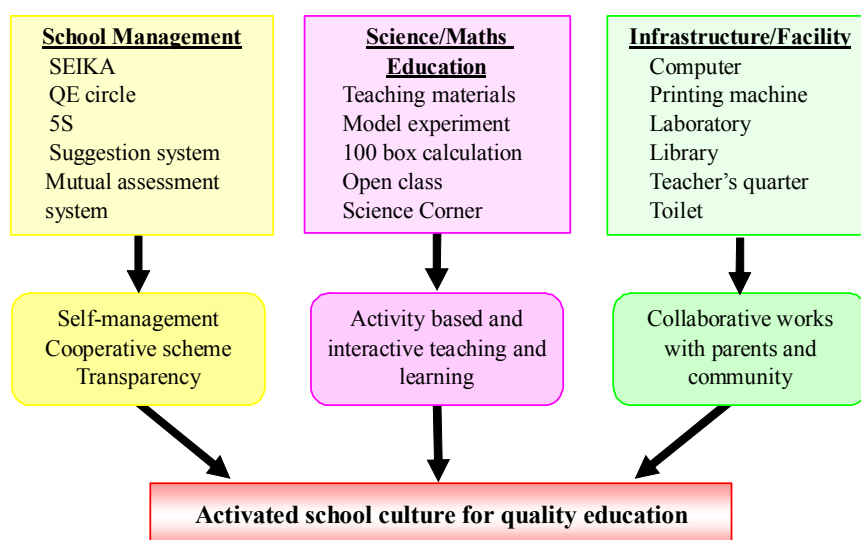 School Management
SEIKA
QE circle
5S
Suggestion system
Mutual assessment
system
Science/Maths
Education
Teaching materials
Model experiment
100 box calculation
Open class
Science Corner
Infrastructure/Facility
Computer
Printing machine
Laboratory
Library
Teacher’s quarter
Toilet
Self-management
Cooperative scheme
Transparency
Activity based and
interactive teaching and
learning
Collaborative works
with parents and
community
Activated school culture for quality education